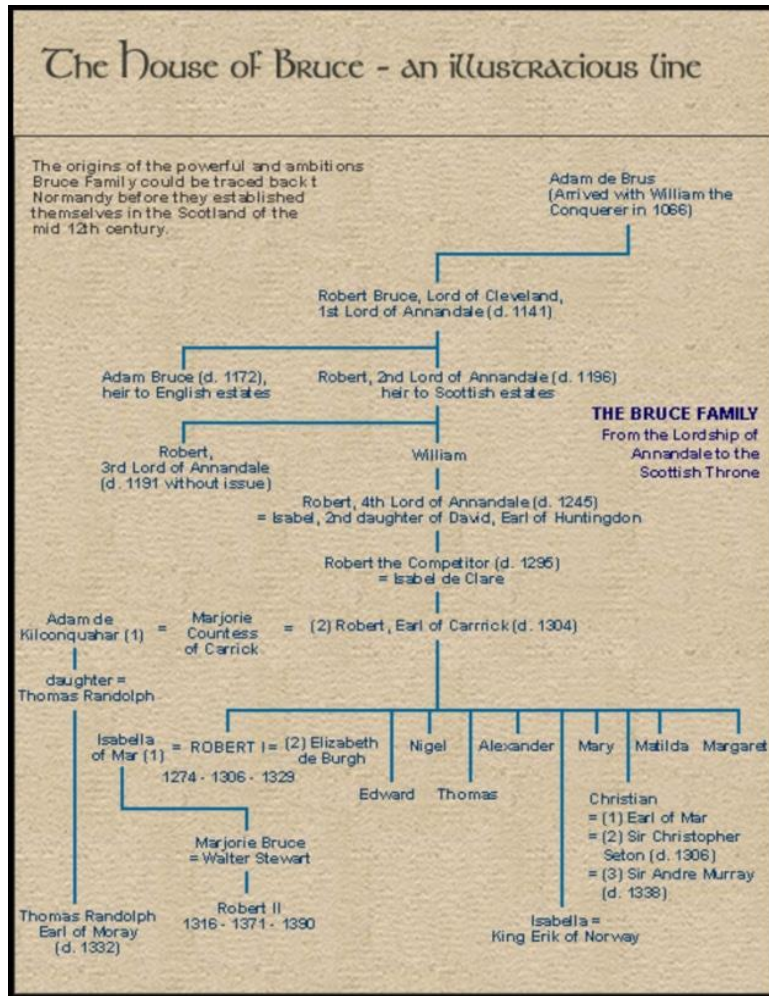 The House of Bruce - an illustratious line
The origins of the powerful and ambitions
Bruce Family could be traced back t
Normandy before they established
themselves in the Scotland of the
mid 12th century.
Adam de Brus
(Arrived with William the
Conquerer in 1066)
Robert Bruce, Lord of Cleveland,
1st Lord of Annandale (d. 1141)
Adam Bruce (d. 1172),
heir to English estates
Robert, 2nd Lord of Annandale (d. 1196)
heir to Scottish estates
THE BRUCE FAMILY
From the Lordship of
Annandale to the
Scottish Throne
Robert,
3rd Lord of Annandale
(d. 1191 without issue)
William
Robert, 4th Lord of Annandale (d. 1245)
= Isabel, 2nd daughter of David, Earl of Huntingdon
Robert the Competitor (d. 1295)
= Isabel de Clare
Adam de
Kilconquahar (1)
=
Marjorie
Countess
of Carrick
=
(2) Robert, Earl of Carrrick (d. 1304)
daughter =
Thomas Randolph
Isabella
of Mar (1)
= ROBERT I =
(2) Elizabeth
de Burgh
1274 - 1306 - 1329
Nigel
Alexander
Mary
Matilda
Margaret
Edward
Thomas
Christian
= (1) Earl of Mar
= (2) Sir Christopher
Seton (d. 1306)
= (3) Sir Andre Murray
(d. 1338)
Marjorie Bruce
= Walter Stewart
Robert II
1316 - 1371 - 1390
Thomas Randolph
Earl of Moray
(d. 1332)
Isabella =
King Erik of Norway